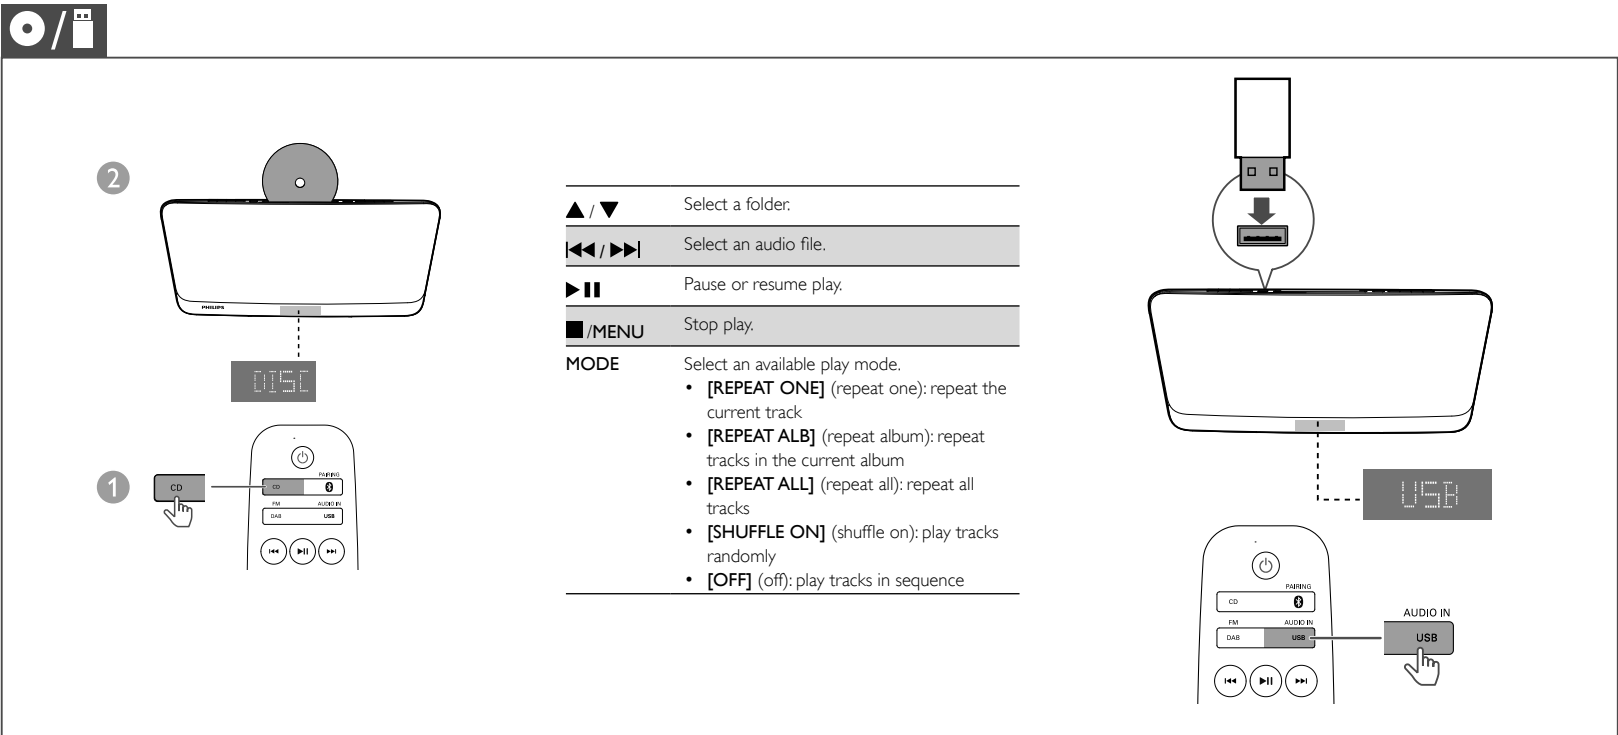 2
PHILIPS
DISC
1
CD
PAIRING
CD
FM AUDIO IN
DAB USB
▲ / ▼ Select a folder.
/ Select an audio file.
Pause or resume play.
■ /MENU Stop play.
MODE Select an available play mode.
• [REPEAT ONE] (repeat one): repeat the
current track
• [REPEAT ALB] (repeat album): repeat
tracks in the current album
• [REPEAT ALL] (repeat all): repeat all
tracks
• [SHUFFLE ON] (shuffle on): play tracks
randomly
• [OFF] (off): play tracks in sequence
USB
PAIRING
CD
FM AUDIO IN
DAB USB
AUDIO IN
USB